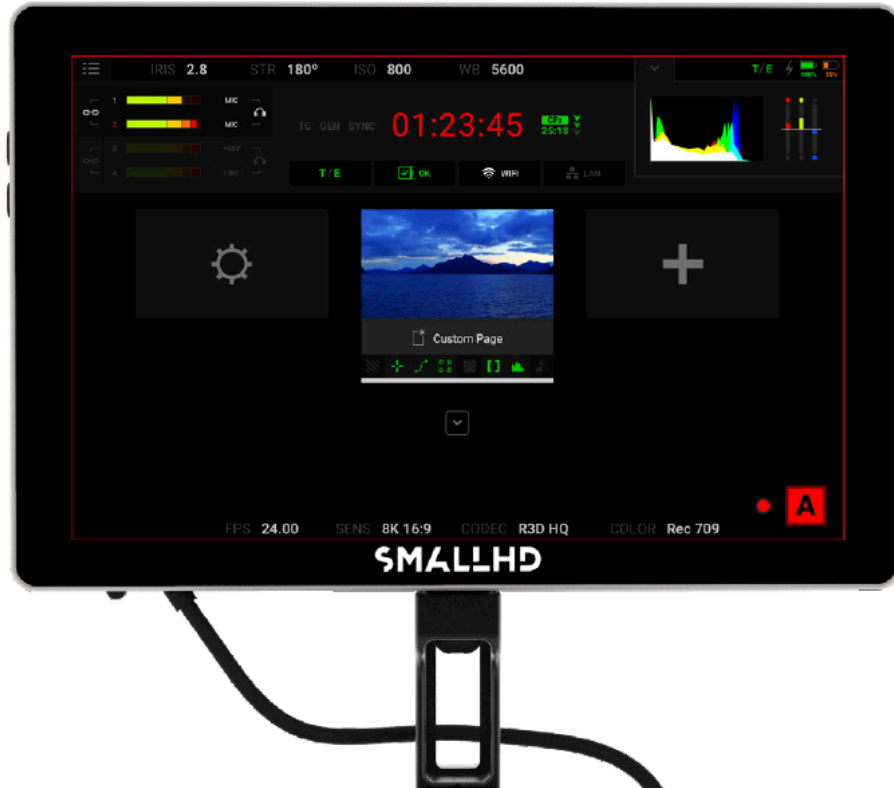 IRIS 2.8 STR 180º ISO 800 WB 5600 T/E 100% 35%
1 MIC
2 MIC
3 +48V
4 LINE
TC GEN SYNC 01:23:45 CF2 25:18
T/E OK WIFI LAN
Custom Page
A
FPS 24.00 SENS 8K 16:9 CODEC R3D HQ COLOR Rec 709
SMALLHD